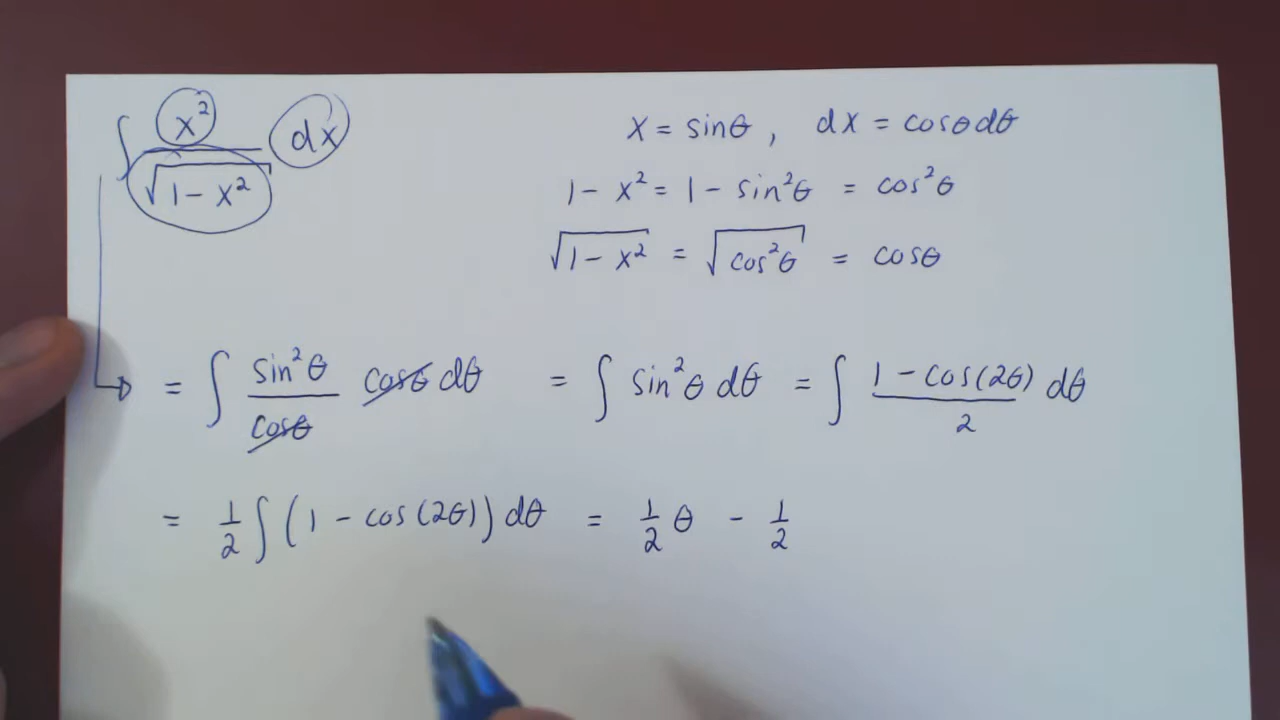 ∫ x² / √(1 - x²) dx
x = sinθ , dx = cosθ dθ
1 - x² = 1 - sin²θ = cos²θ
√(1 - x²) = √(cos²θ) = cosθ
= ∫ sin²θ / cosθ cosθ dθ = ∫ sin²θ dθ = ∫ (1 - cos(2θ)) / 2 dθ
= 1/2 ∫ (1 - cos(2θ)) dθ = 1/2 θ - 1/2